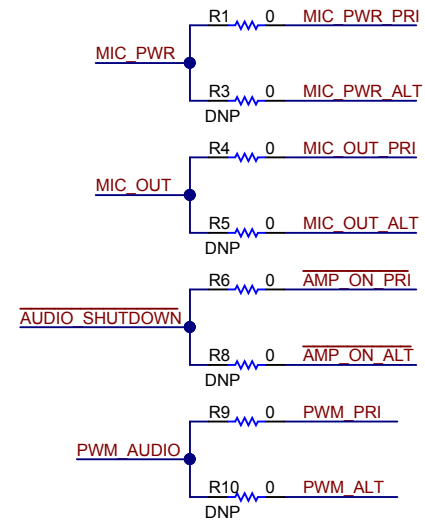 R1 0 MIC_PWR_PRI
MIC_PWR
R3 0 MIC_PWR_ALT
DNP
R4 0 MIC_OUT_PRI
MIC_OUT
R5 0 MIC_OUT_ALT
DNP
R6 0 AMP_ON_PRI
AUDIO_SHUTDOWN
R8 0 AMP_ON_ALT
DNP
R9 0 PWM_PRI
PWM_AUDIO
R10 0 PWM_ALT
DNP